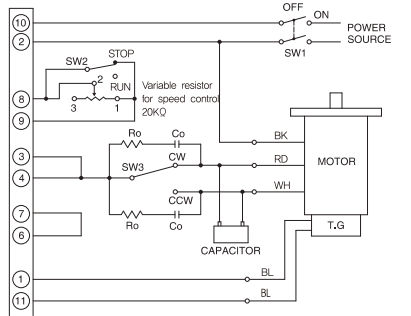 OFF
10
ON
POWER
SOURCE
2
SW1
STOP
SW2
2
RUN
Variable resistor
for speed control
20KΩ
8
3
1
9
Ro
Co
BK
3
CW
RD
MOTOR
4
SW3
WH
7
CCW
Ro
Co
T.G
6
CAPACITOR
1
BL
11
BL